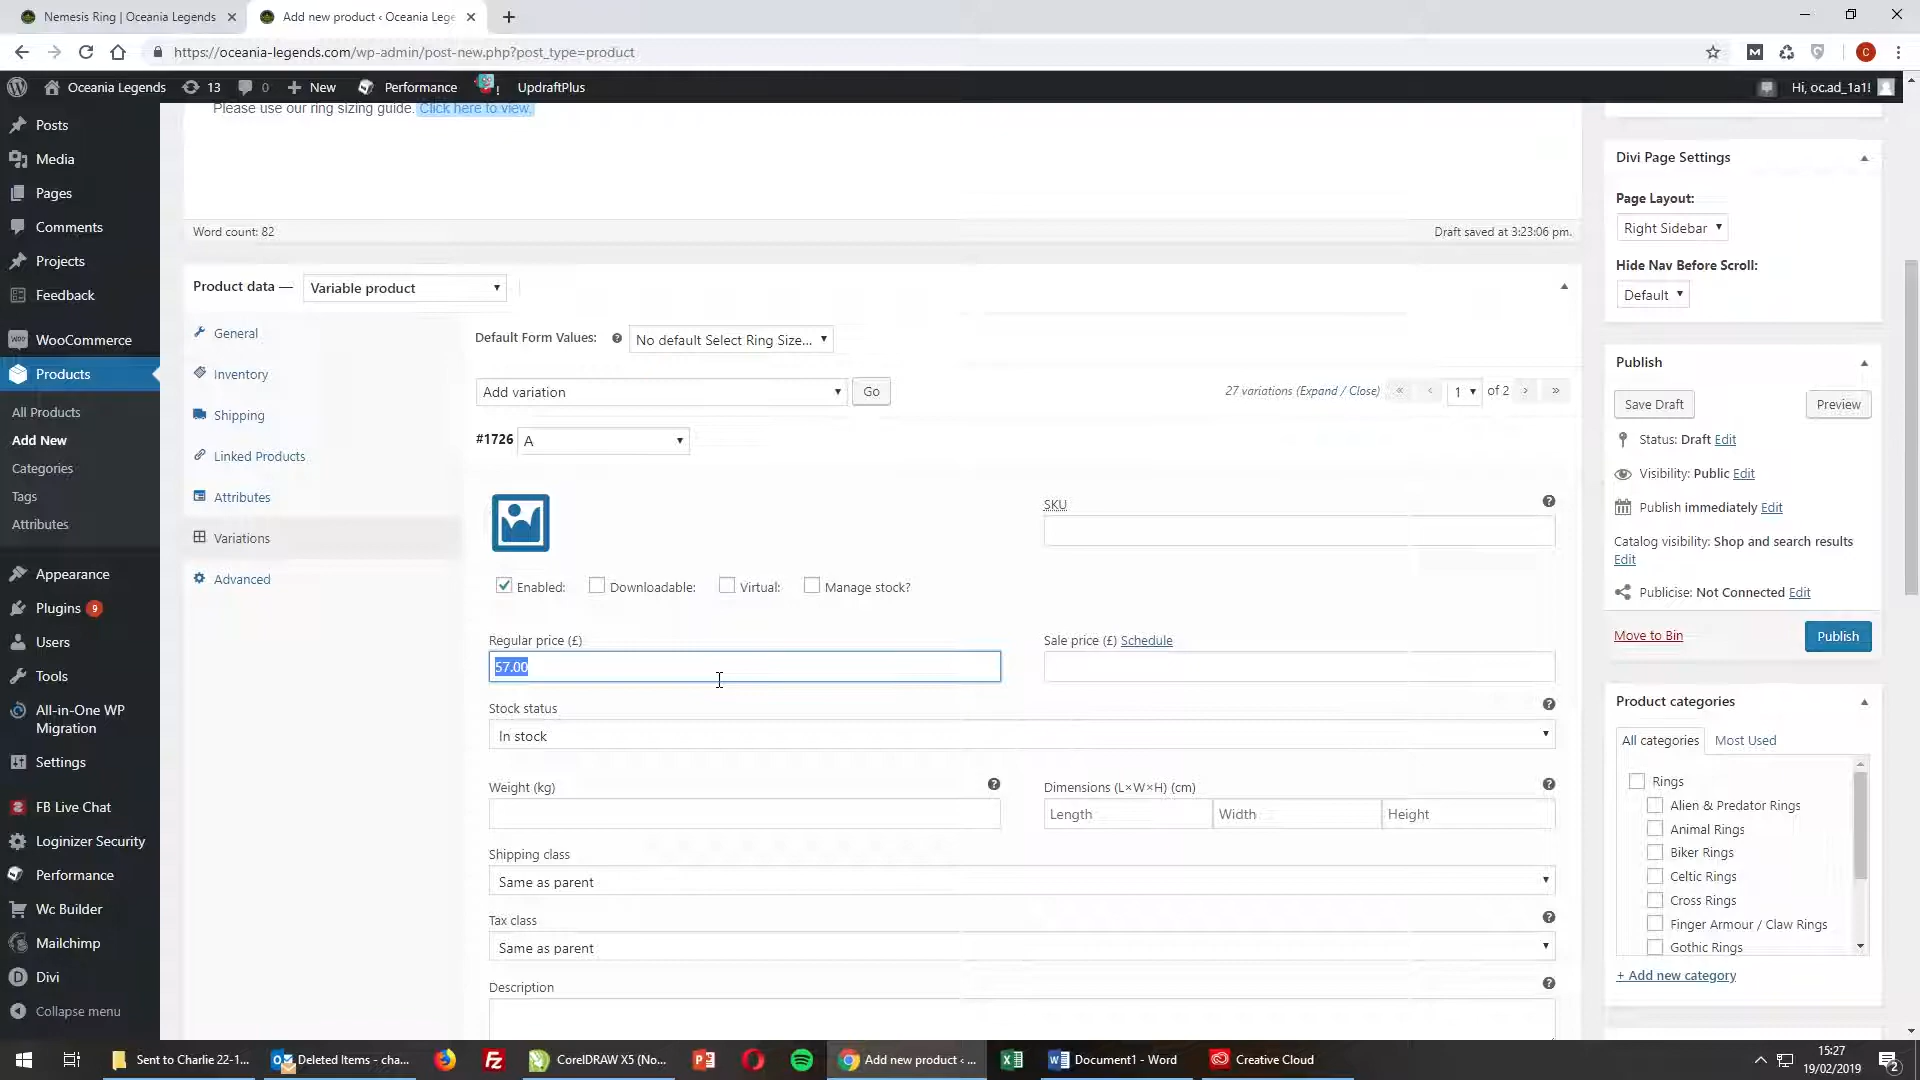 Nemesis Ring | Oceania Legends
Add new product ‹ Oceania Lege
https://oceania-legends.com/wp-admin/post-new.php?post_type=product
M
C
Oceania Legends
13
0
New
Performance
!
UpdraftPlus
Hi, oc.ad_1a1!
Posts
Media
Pages
Comments
Projects
Feedback
WooCommerce
Products
All Products
Add New
Categories
Tags
Attributes
Appearance
Plugins 9
Users
Tools
All-in-One WP
Migration
Settings
FB Live Chat
Loginizer Security
Performance
Wc Builder
Mailchimp
Divi
Collapse menu
Please use our ring sizing guide. Click here to view.
Word count: 82
Draft saved at 3:23:06 pm.
Product data — Variable product
General
Inventory
Shipping
Linked Products
Attributes
Variations
Advanced
Default Form Values: No default Select Ring Size...
Add variation
Go
27 variations (Expand / Close) « ‹ 1 of 2 › »
#1726 A
SKU
Enabled: Downloadable: Virtual: Manage stock?
Regular price (£)
57.00
Sale price (£) Schedule
Stock status
In stock
Weight (kg)
Dimensions (L×W×H) (cm)
Length Width Height
Shipping class
Same as parent
Tax class
Same as parent
Description
Divi Page Settings
Page Layout:
Right Sidebar
Hide Nav Before Scroll:
Default
Publish
Save Draft
Preview
Status: Draft Edit
Visibility: Public Edit
Publish immediately Edit
Catalog visibility: Shop and search results
Edit
Publicise: Not Connected Edit
Move to Bin
Publish
Product categories
All categories Most Used
Rings
Alien & Predator Rings
Animal Rings
Biker Rings
Celtic Rings
Cross Rings
Finger Armour / Claw Rings
Gothic Rings
+ Add new category
Sent to Charlie 22-1...
Deleted Items - cha...
CorelDRAW X5 (No...
Add new product ‹ ...
Document1 - Word
Creative Cloud
15:27
19/02/2019
2